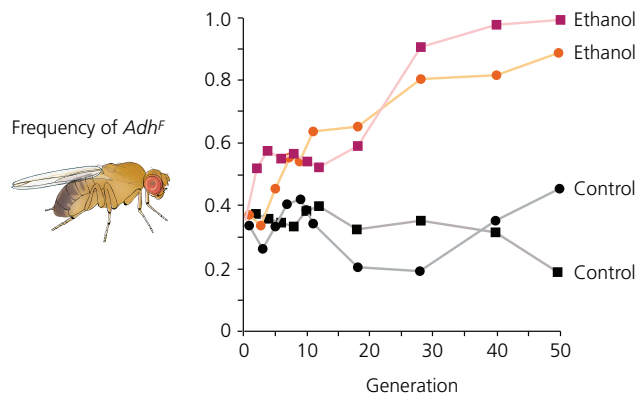 1.0
0.8
0.6
0.4
0.2
0
Frequency of Adhᶠ
Ethanol
Ethanol
Control
Control
0 10 20 30 40 50
Generation